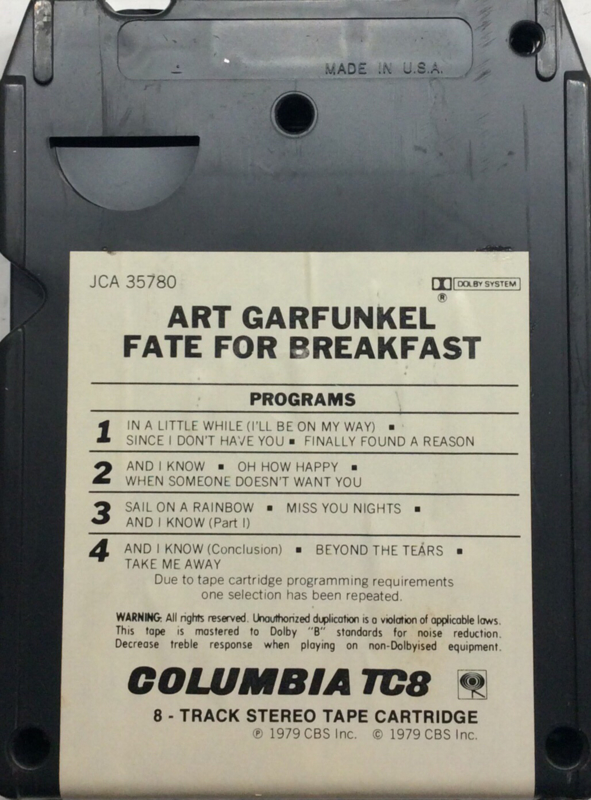 MADE IN U.S.A.
JCA 35780
DOLBY SYSTEM
®
ART GARFUNKEL
FATE FOR BREAKFAST
PROGRAMS
1 IN A LITTLE WHILE (I'LL BE ON MY WAY) ▪
SINCE I DON'T HAVE YOU ▪ FINALLY FOUND A REASON
2 AND I KNOW ▪ OH HOW HAPPY ▪
WHEN SOMEONE DOESN'T WANT YOU
3 SAIL ON A RAINBOW ▪ MISS YOU NIGHTS ▪
AND I KNOW (Part I)
4 AND I KNOW (Conclusion) ▪ BEYOND THE TEARS ▪
TAKE ME AWAY
Due to tape cartridge programming requirements
one selection has been repeated.
WARNING: All rights reserved. Unauthorized duplication is a violation of applicable laws.
This tape is mastered to Dolby "B" standards for noise reduction.
Decrease treble response when playing on non-Dolbyised equipment.
COLUMBIA TC8
8 - TRACK STEREO TAPE CARTRIDGE
℗ 1979 CBS Inc. © 1979 CBS Inc.